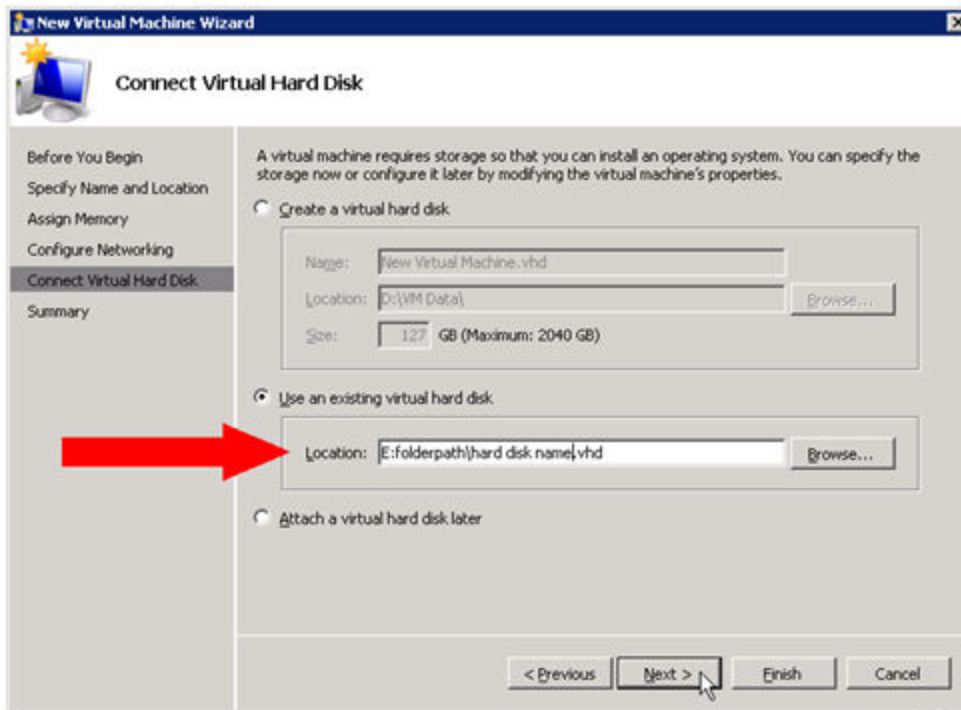 New Virtual Machine Wizard
Connect Virtual Hard Disk
Before You Begin
Specify Name and Location
Assign Memory
Configure Networking
Connect Virtual Hard Disk
Summary
A virtual machine requires storage so that you can install an operating system. You can specify the
storage now or configure it later by modifying the virtual machine's properties.
Create a virtual hard disk
Name: New Virtual Machine.vhd
Location: D:\VM Data\ Browse...
Size: 127 GB (Maximum: 2040 GB)
Use an existing virtual hard disk
Location: E:folderpath\hard disk name.vhd Browse...
Attach a virtual hard disk later
< Previous Next > Finish Cancel